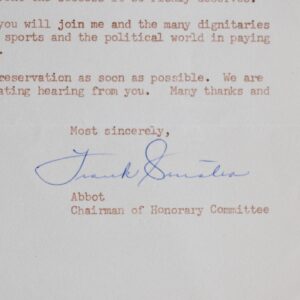 you will join me and the many dignitaries
sports and the political world in paying
reservation as soon as possible. We are
ating hearing from you. Many thanks and
Most sincerely,
Frank Sinatra
Abbot
Chairman of Honorary Committee